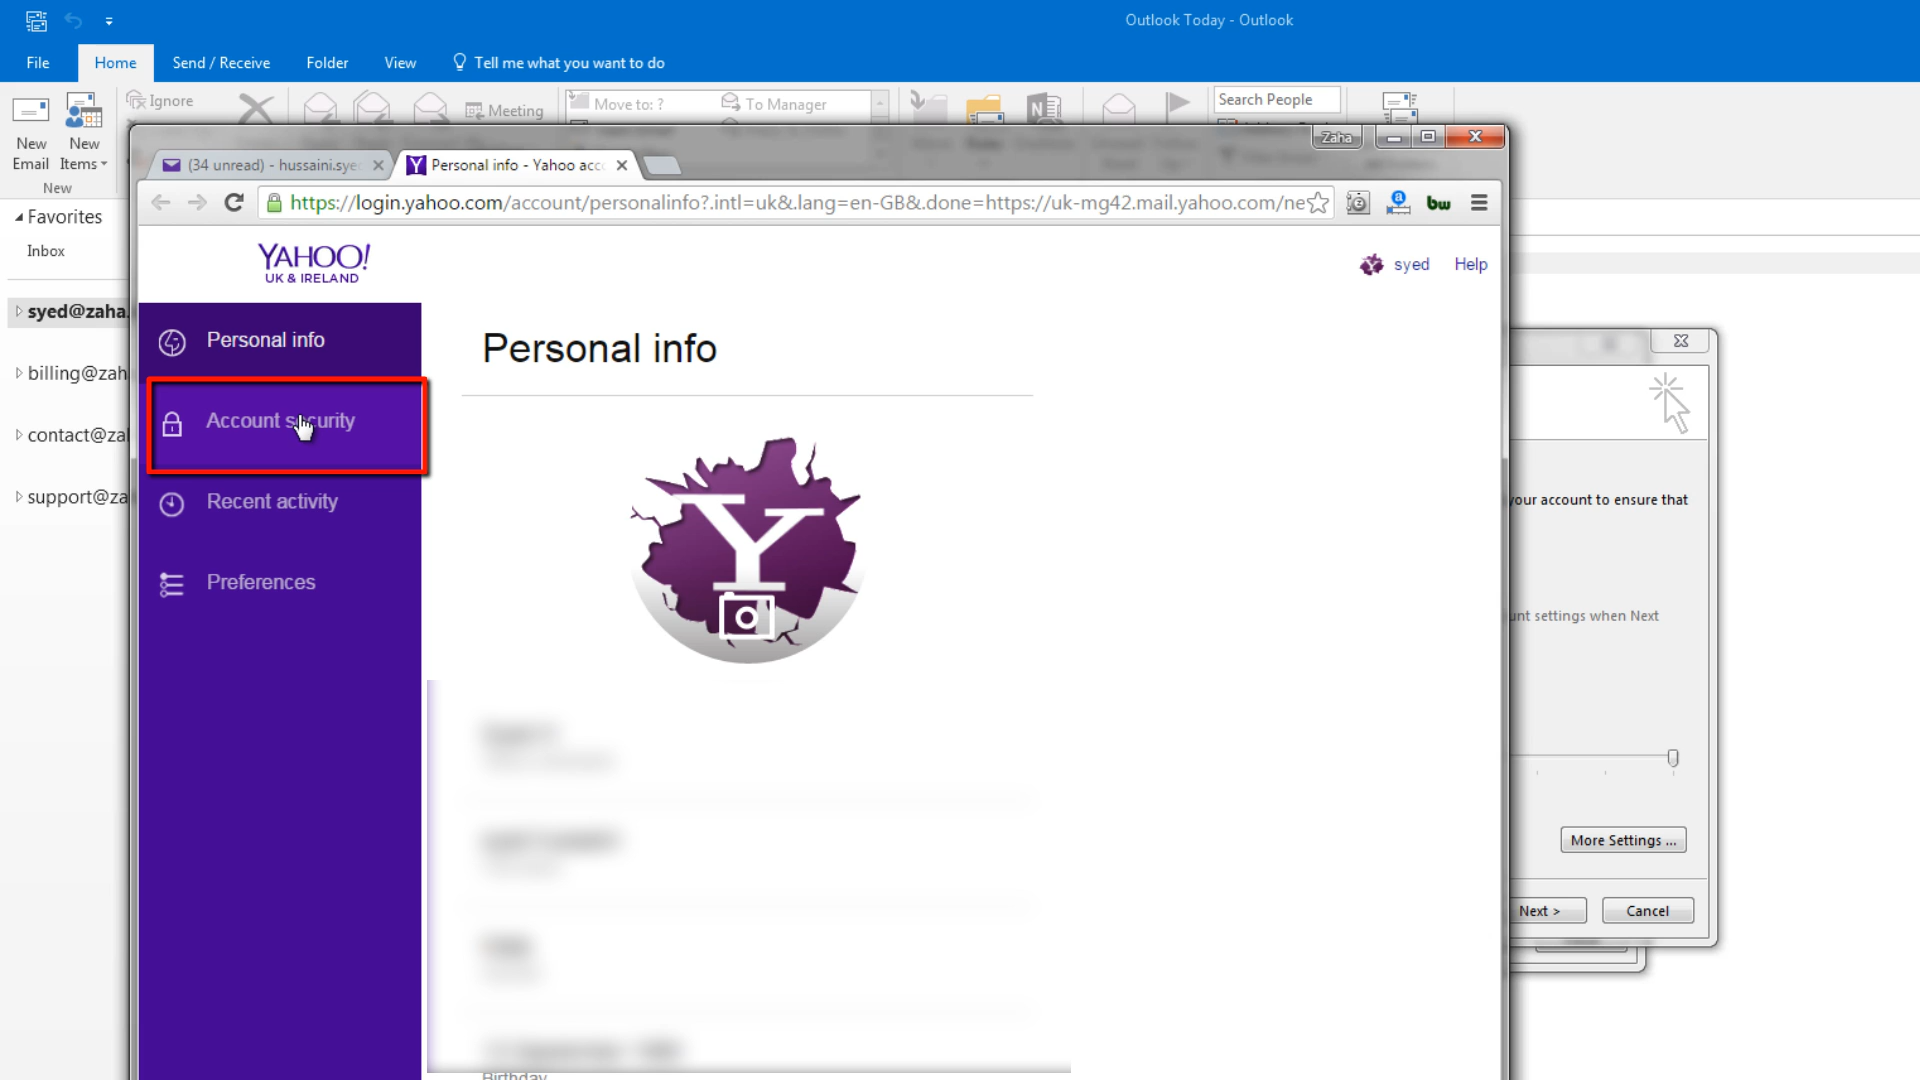 Outlook Today - Outlook
File Home Send / Receive Folder View Tell me what you want to do
Ignore
Meeting
Move to: ?
To Manager
Search People
New
Email
New
Items
New
Favorites
Inbox
syed@zaha.
billing@zah
contact@zal
support@za
Zaha
(34 unread) - hussaini.sye
Personal info - Yahoo acc
https://login.yahoo.com/account/personalinfo?.intl=uk&.lang=en-GB&.done=https://uk-mg42.mail.yahoo.com/ne
bw
YAHOO!
UK & IRELAND
syed Help
Personal info
Account security
Recent activity
Preferences
Personal info
Y
Birthday
your account to ensure that
unt settings when Next
More Settings ...
Next >
Cancel